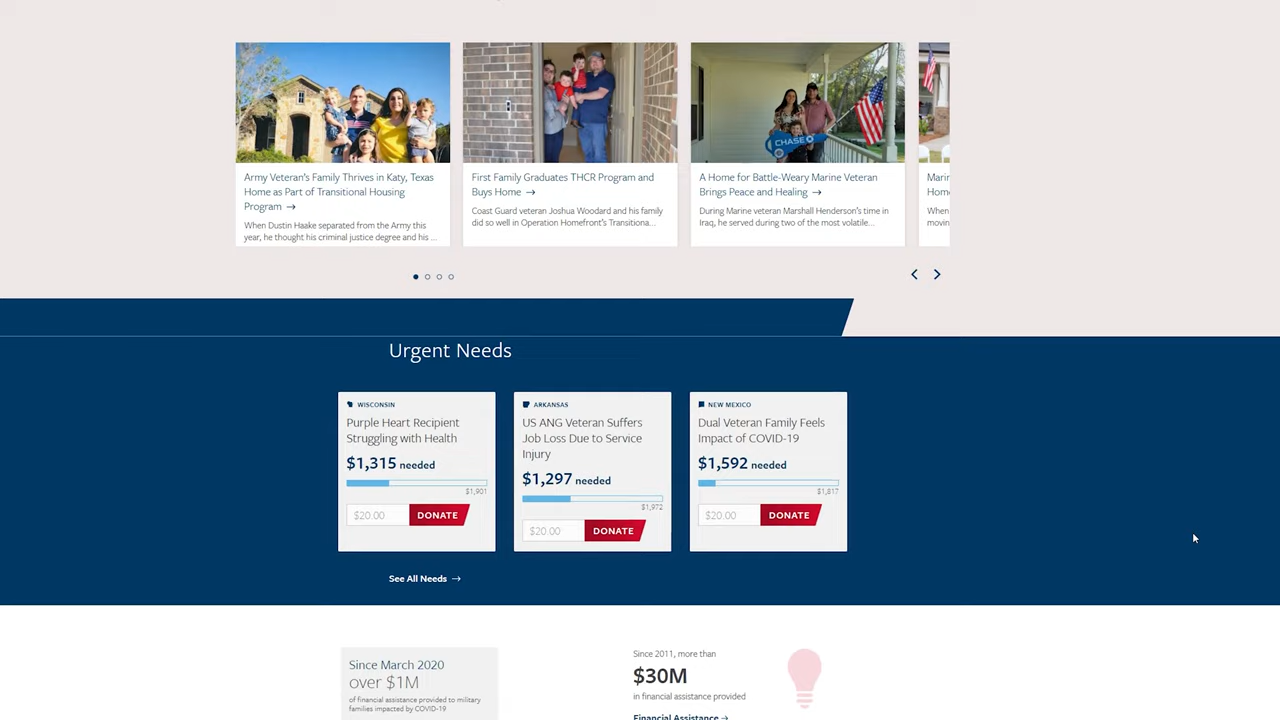 CHASE
Army Veteran's Family Thrives in Katy, Texas
Home as Part of Transitional Housing
Program →
When Dustin Haake separated from the Army this
year, he thought his criminal justice degree and his ...
First Family Graduates THCR Program and
Buys Home →
Coast Guard veteran Joshua Woodard and his family
did so well in Operation Homefront's Transitiona...
A Home for Battle-Weary Marine Veteran
Brings Peace and Healing →
During Marine veteran Marshall Henderson's time in
Iraq, he served during two of the most volatile...
Marin
Hom
When
movin
Urgent Needs
WISCONSIN
Purple Heart Recipient
Struggling with Health
$1,315 needed
$1,901
$20.00 DONATE
ARKANSAS
US ANG Veteran Suffers
Job Loss Due to Service
Injury
$1,297 needed
$1,972
$20.00 DONATE
NEW MEXICO
Dual Veteran Family Feels
Impact of COVID-19
$1,592 needed
$1,817
$20.00 DONATE
See All Needs →
Since March 2020
over $1M
of financial assistance provided to military
families impacted by COVID-19
Since 2011, more than
$30M
in financial assistance provided
Financial Assistance →